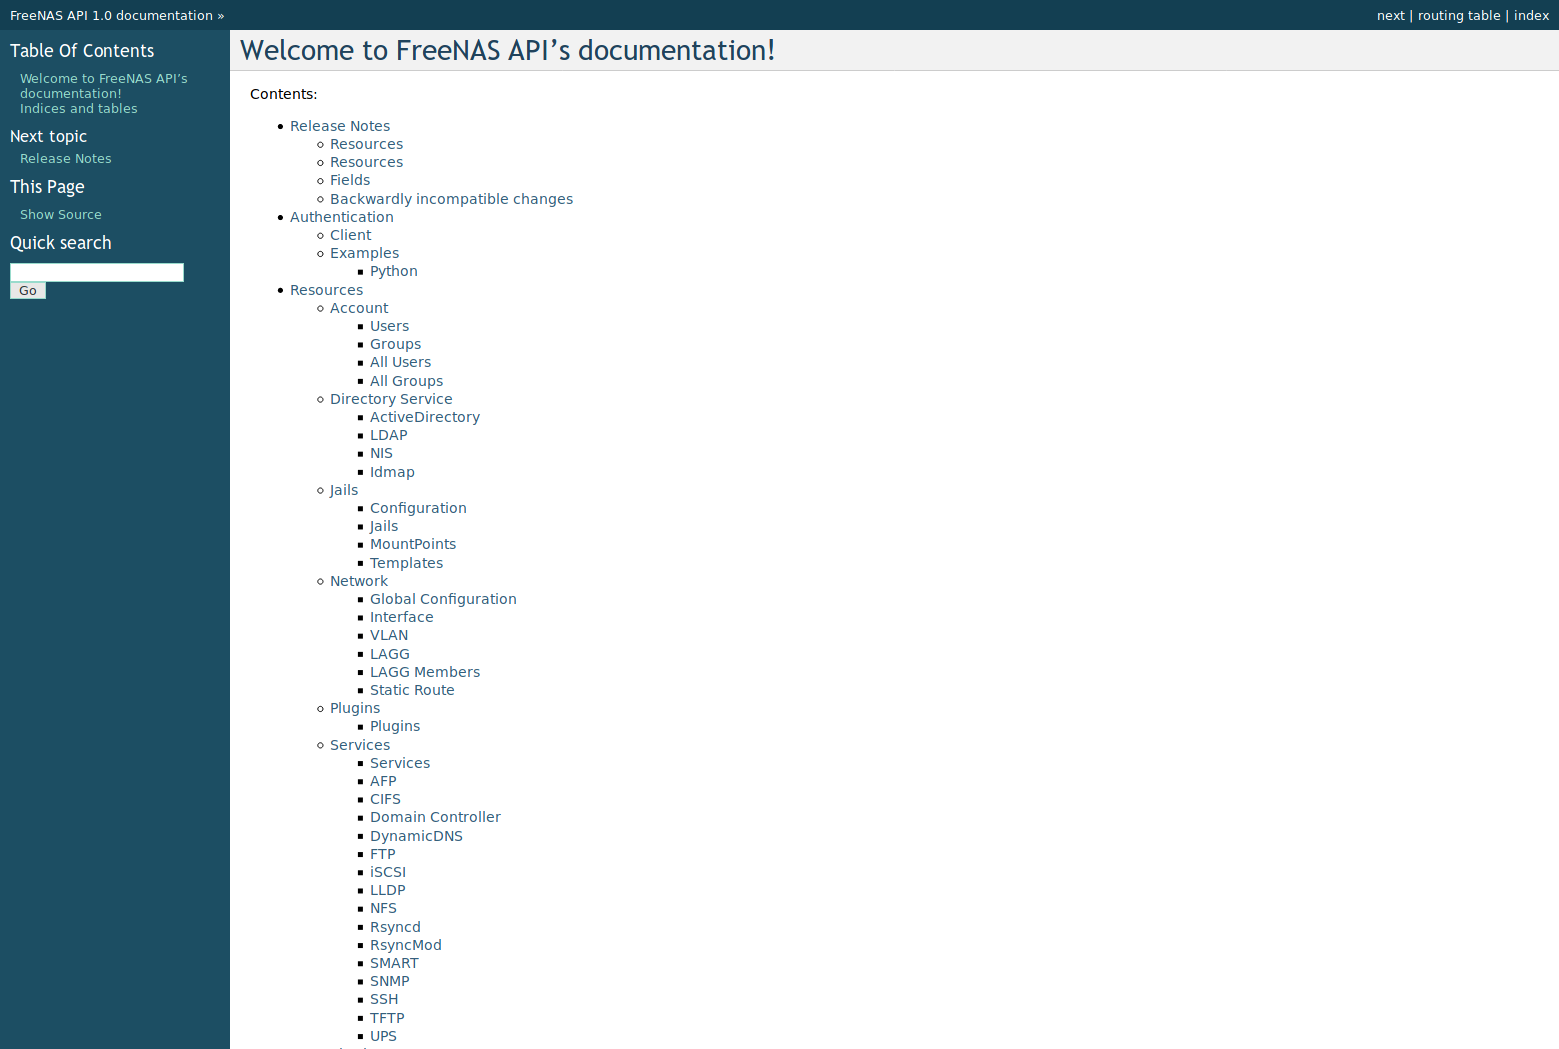 FreeNAS API 1.0 documentation »
next | routing table | index
Table Of Contents
Welcome to FreeNAS API’s
documentation!
Indices and tables
Next topic
Release Notes
This Page
Show Source
Quick search
Go
Welcome to FreeNAS API’s documentation!
Contents:
Release Notes
Resources
Resources
Fields
Backwardly incompatible changes
Authentication
Client
Examples
Python
Resources
Account
Users
Groups
All Users
All Groups
Directory Service
ActiveDirectory
LDAP
NIS
Idmap
Jails
Configuration
Jails
MountPoints
Templates
Network
Global Configuration
Interface
VLAN
LAGG
LAGG Members
Static Route
Plugins
Plugins
Services
Services
AFP
CIFS
Domain Controller
DynamicDNS
FTP
iSCSI
LLDP
NFS
Rsyncd
RsyncMod
SMART
SNMP
SSH
TFTP
UPS